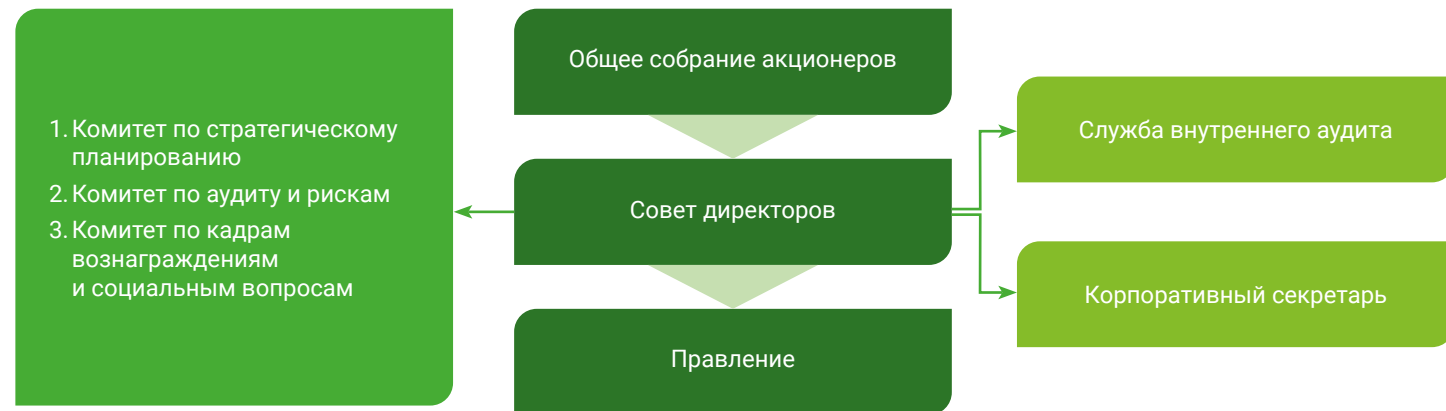 1. Комитет по стратегическому
планированию
2. Комитет по аудиту и рискам
3. Комитет по кадрам
вознаграждениям
и социальным вопросам
Общее собрание акционеров
Совет директоров
Правление
Служба внутреннего аудита
Корпоративный секретарь